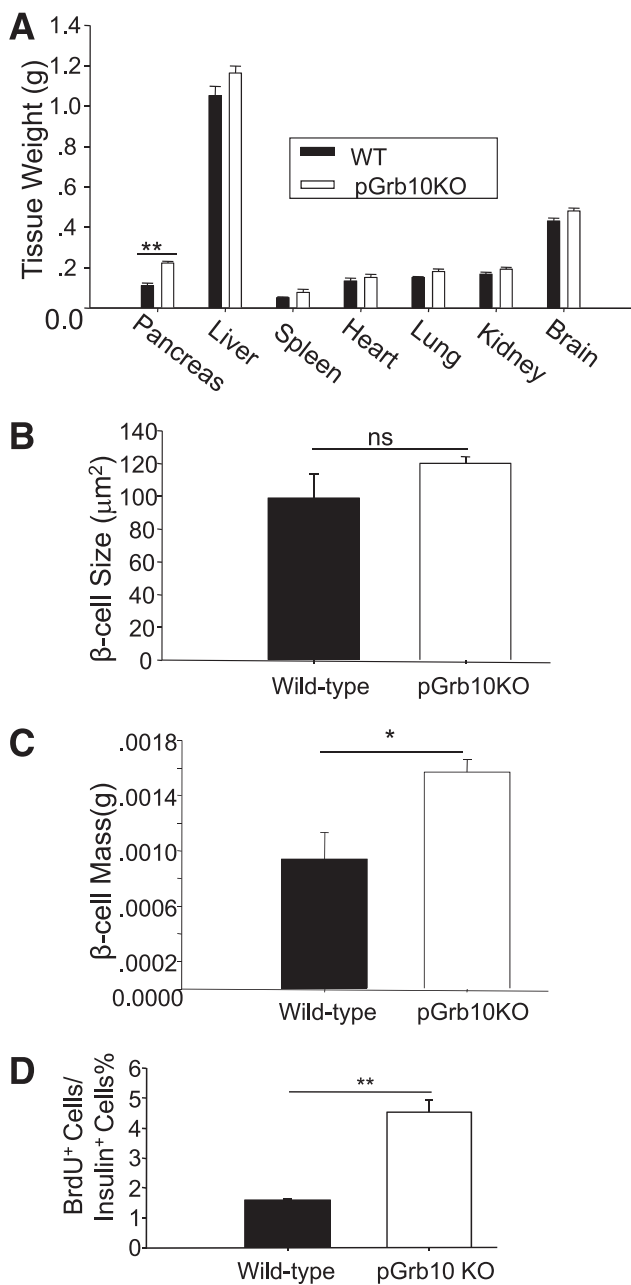 A
Tissue Weight (g)
1.4
1.2
1.0
.8
.6
.4
.2
0.0
**
WT
pGrb10KO
Pancreas
Liver
Spleen
Heart
Lung
Kidney
Brain
B
β-cell Size (μm²)
140
120
100
80
60
40
20
0
ns
Wild-type
pGrb10KO
C
β-cell Mass(g)
.0018
.0014
.0010
.0006
.0002
0.0000
*
Wild-type
pGrb10KO
D
BrdU⁺ Cells/
Insulin⁺ Cells%
6
5
4
3
2
1
0
**
Wild-type
pGrb10 KO